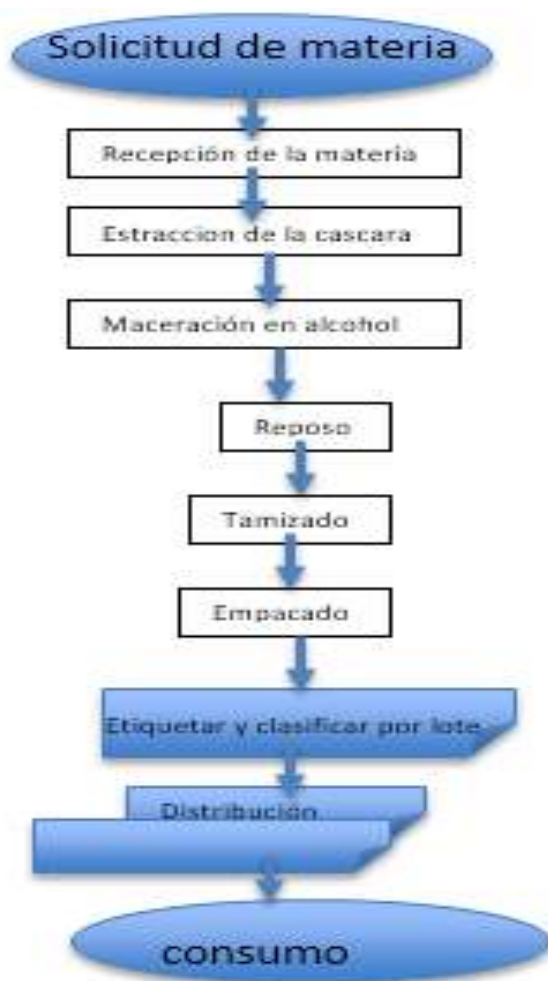 Solicitud de materia
Recepción de la materia
Estraccion de la cascara
Maceración en alcohol
Reposo
Tamizado
Empacado
Etiquetar y clasificar por lote
Distribución
consumo